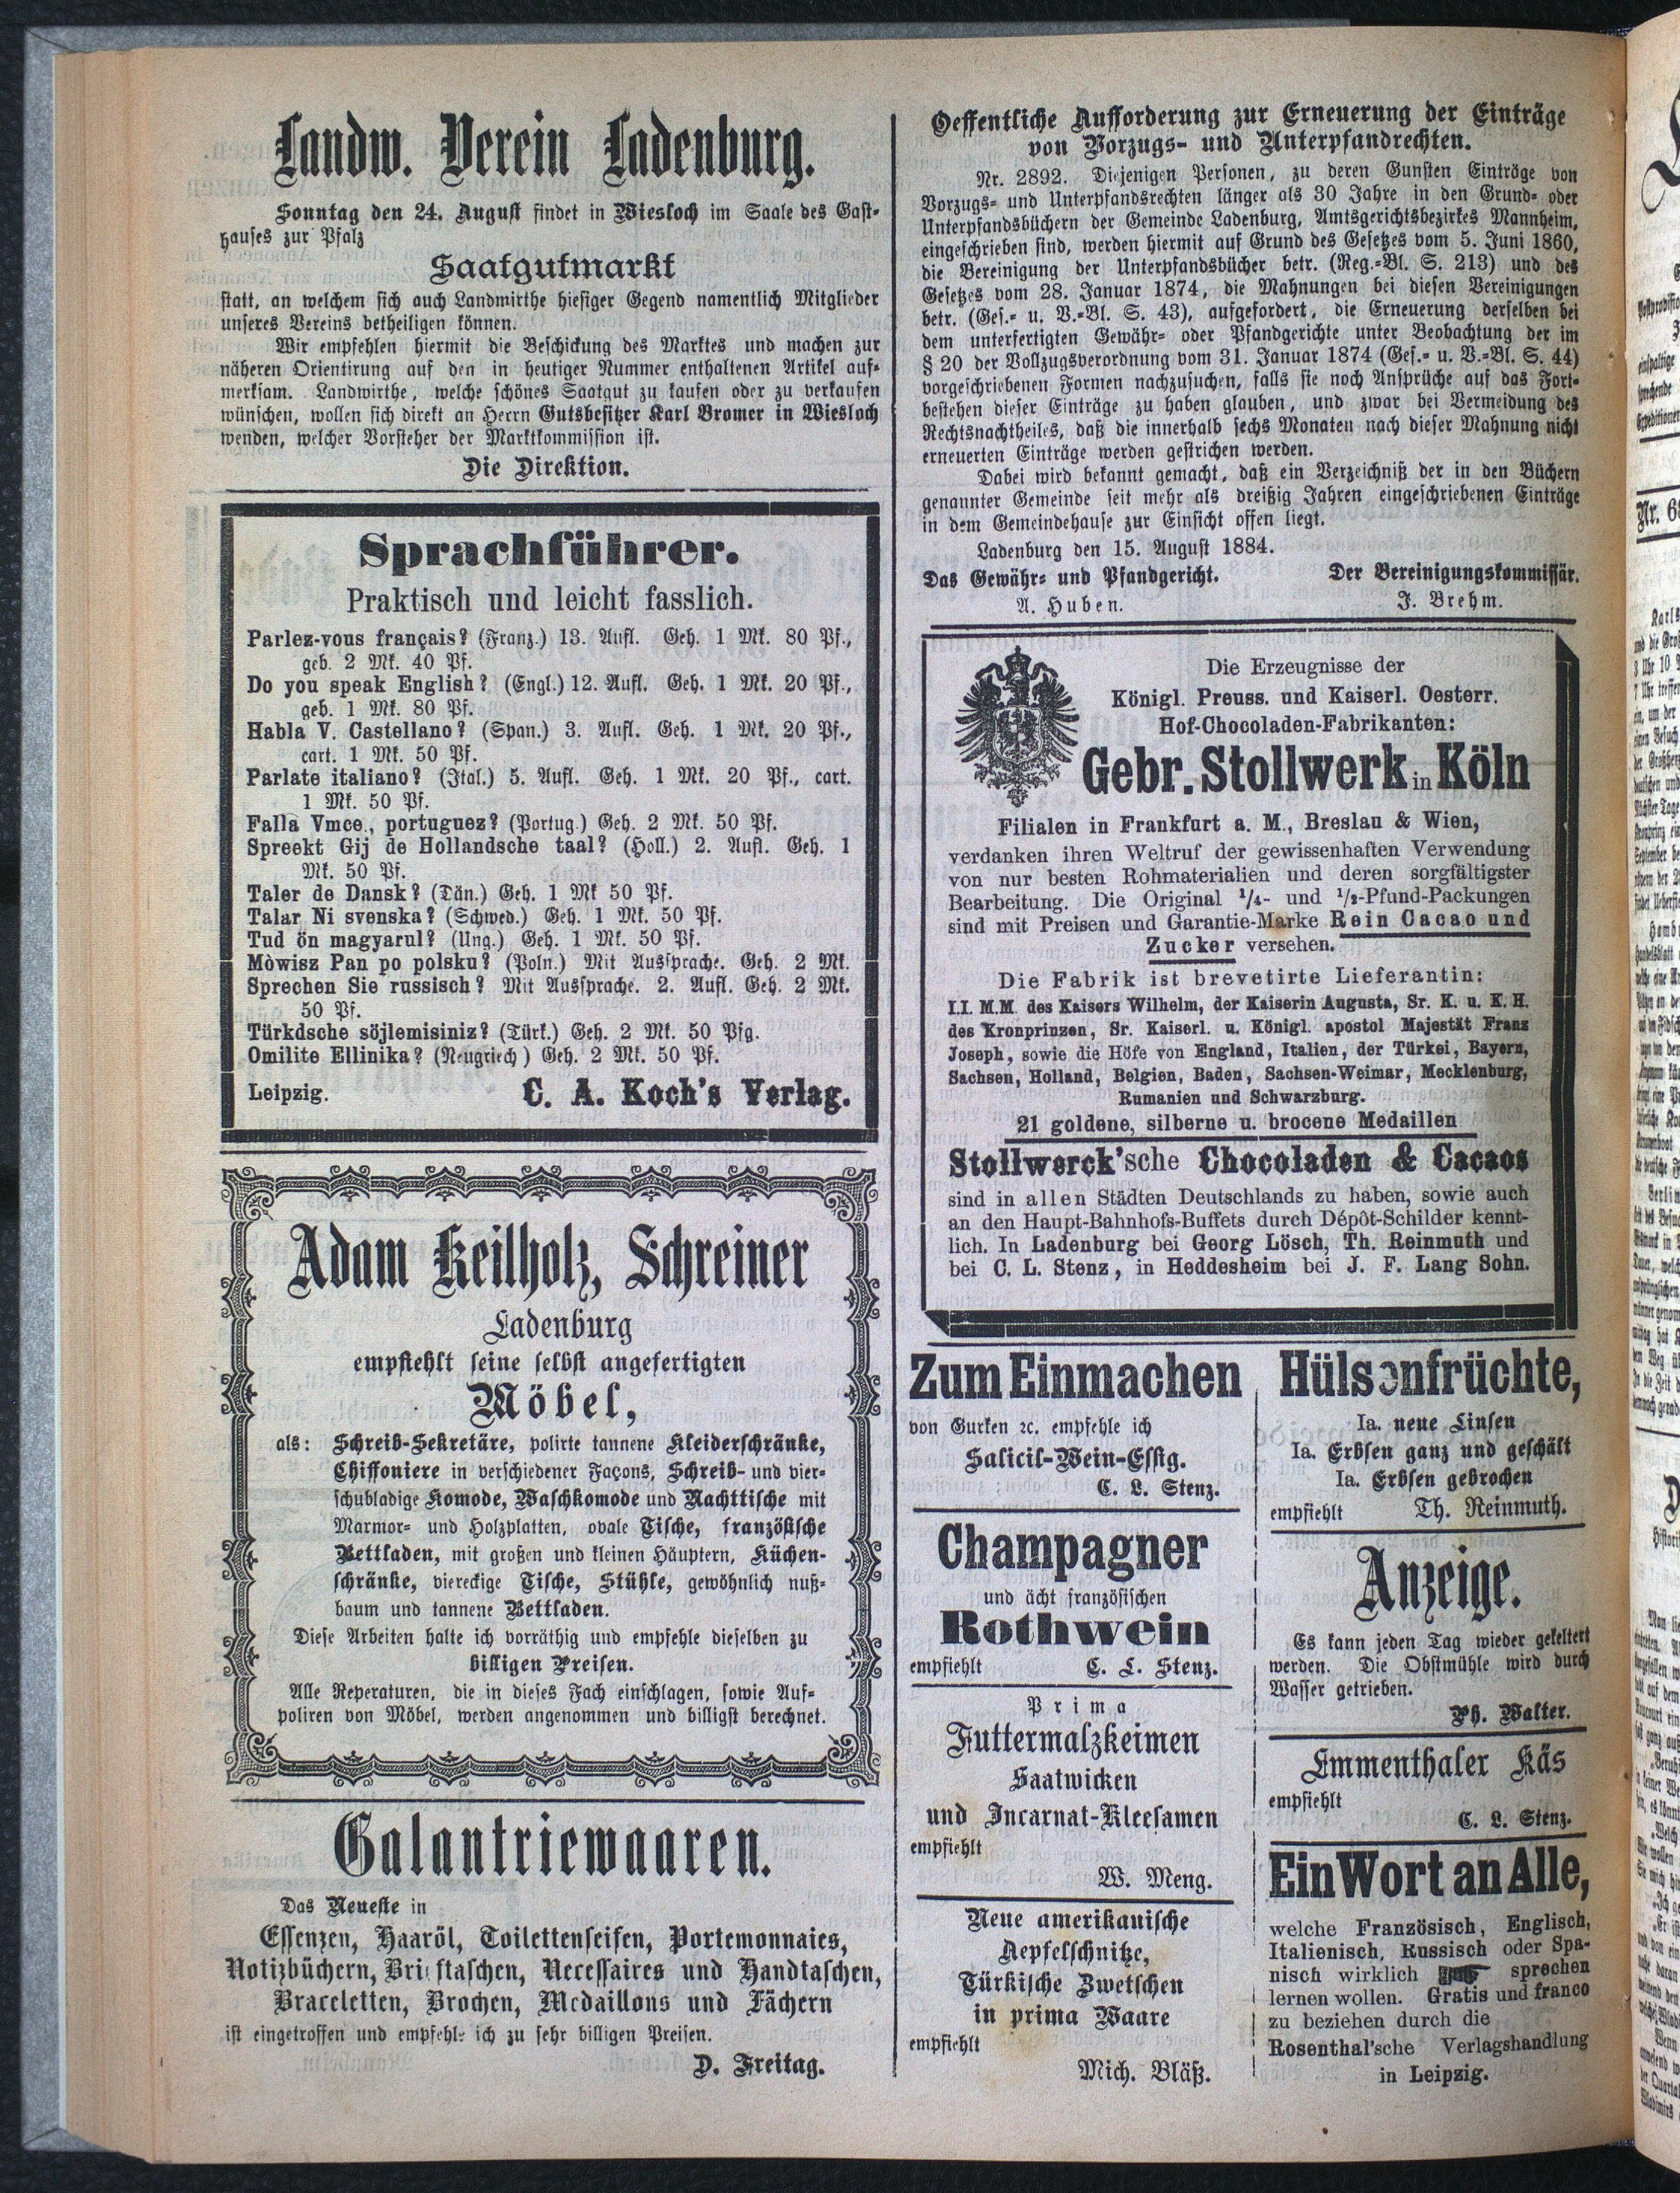 Landw. Verein Ladenburg.
Sonntag den 24. August findet in Wiesloch im Saale des Gast-
hauses zur Pfalz
Saatgutmarkt
statt, an welchem sich auch Landmirthe hiesiger Gegend namentlich Mitglieder
unseres Vereins betheiligen können.
Wir empfehlen hiermit die Beschickung des Marktes und machen zur
näheren Orientirung auf den in heutiger Nummer enthaltenen Artikel auf-
merksam. Landwirthe, welche schönes Saatgut zu kaufen oder zu verkaufen
wünschen, wollen sich direkt an Herrn Gutsbesitzer Karl Bromer in Wiesloch
wenden, welcher Vorsteher der Marktkommission ist.
Die Direktion.
Sprachführer.
Praktisch und leicht fasslich.
Parlez-vous français? (Franz.) 13. Aufl. Geh. 1 Mk. 80 Pf.,
geb. 2 Mk. 40 Pf.
Do you speak English? (Engl.) 12. Aufl. Geh. 1 Mk. 20 Pf.,
geb. 1 Mk. 80 Pf.
Habla V. Castellano? (Span.) 3. Aufl. Geh. 1 Mk. 20 Pf.,
cart. 1 Mk. 50 Pf.
Parlate italiano? (Ital.) 5. Aufl. Geh. 1 Mk. 20 Pf., cart.
1 Mk. 50 Pf.
Falla Vmce., portuguez? (Portug.) Geh. 2 Mk. 50 Pf.
Spreekt Gij de Hollandsche taal? (Holl.) 2. Aufl. Geh. 1
Mk. 50 Pf.
Taler de Dansk? (Dän.) Geh. 1 Mk 50 Pf.
Talar Ni svenska? (Schwed.) Geh. 1 Mk. 50 Pf.
Tud ön magyarul? (Ung.) Geh. 1 Mk. 50 Pf.
Mòwisz Pan po polsku? (Poln.) Mit Aussprache. Geh. 2 Mk.
Sprechen Sie russisch? Mit Aussprache. 2. Aufl. Geh. 2 Mk.
50 Pf.
Türkdsche söjlemisiniz? (Türk.) Geh. 2 Mk. 50 Pfg.
Omilite Ellinika? (Neugriech) Geh. 2 Mk. 50 Pf.
Leipzig. C. A. Koch's Verlag.
Adam Keilholz, Schreiner
Ladenburg
empfiehlt seine selbst angefertigten
Möbel,
als: Schreib-Sekretäre, polirte tannene Kleiderschränke,
Chiffoniere in verschiedener Façons, Schreib- und vier-
schubladige Komode, Waschkomode und Nachttische mit
Marmor- und Holzplatten, ovale Tische, französische
Bettladen, mit großen und kleinen Häuptern, Küchen-
schränke, viereckige Tische, Stühle, gewöhnlich nuß-
baum und tannene Bettladen.
Diese Arbeiten halte ich vorräthig und empfehle dieselben zu
billigen Preisen.
Alle Reperaturen, die in dieses Fach einschlagen, sowie Auf-
poliren von Möbel, werden angenommen und billigst berechnet.
Galantriewaaren.
Das Neueste in
Essenzen, Haaröl, Toilettenseifen, Portemonnaies,
Notizbüchern, Brieftaschen, Necessaires und Handtaschen,
Braceletten, Brochen, Medaillons und Fächern
ist eingetroffen und empfehle ich zu sehr billigen Preisen.
D. Freitag.
Oeffentliche Aufforderung zur Erneuerung der Einträge
von Vorzugs- und Unterpfandrechten.
Nr. 2892. Diejenigen Personen, zu deren Gunsten Einträge von
Vorzugs- und Unterpfandsrechten länger als 30 Jahre in den Grund- oder
Unterpfandsbüchern der Gemeinde Ladenburg, Amtsgerichtsbezirkes Mannheim,
eingeschrieben sind, werden hiermit auf Grund des Gesetzes vom 5. Juni 1860,
die Bereinigung der Unterpfandsbücher betr. (Reg.-Bl. S. 213) und des
Gesetzes vom 28. Januar 1874, die Mahnungen bei diesen Vereinigungen
betr. (Ges.- u. V.-Bl. S. 43), aufgefordert, die Erneuerung derselben bei
dem unterfertigten Gewähr- oder Pfandgerichte unter Beobachtung der im
§ 20 der Vollzugsverordnung vom 31. Januar 1874 (Ges.- u. V.-Bl. S. 44)
vorgeschriebenen Formen nachzusuchen, falls sie noch Ansprüche auf das Fort-
bestehen dieser Einträge zu haben glauben, und zwar bei Vermeidung des
Rechtsnachtheiles, daß die innerhalb sechs Monaten nach dieser Mahnung nicht
erneuerten Einträge werden gestrichen werden.
Dabei wird bekannt gemacht, daß ein Verzeichniß der in den Büchern
genannter Gemeinde seit mehr als dreißig Jahren eingeschriebenen Einträge
in dem Gemeindehause zur Einsicht offen liegt.
Ladenburg den 15. August 1884.
Das Gewähr- und Pfandgericht. Der Vereinigungskommissär.
A. Huben. J. Brehm.
Die Erzeugnisse der
Königl. Preuss. und Kaiserl. Oesterr.
Hof-Chocoladen-Fabrikanten:
Gebr. Stollwerk in Köln
Filialen in Frankfurt a. M., Breslau & Wien,
verdanken ihren Weltruf der gewissenhaften Verwendung
von nur besten Rohmaterialien und deren sorgfältigster
Bearbeitung. Die Original 1/4- und 1/2-Pfund-Packungen
sind mit Preisen und Garantie-Marke Rein Cacao und
Zucker versehen.
Die Fabrik ist brevetirte Lieferantin:
I.I. M.M. des Kaisers Wilhelm, der Kaiserin Augusta, Sr. K. u. K. H.
des Kronprinzen, Sr. Kaiserl. u. Königl. apostol Majestät Franz
Joseph, sowie die Höfe von England, Italien, der Türkei, Bayern,
Sachsen, Holland, Belgien, Baden, Sachsen-Weimar, Mecklenburg,
Rumanien und Schwarzburg.
21 goldene, silberne u. brocene Medaillen
Stollwerck'sche Chocoladen & Cacaos
sind in allen Städten Deutschlands zu haben, sowie auch
an den Haupt-Bahnhofs-Buffets durch Dépôt-Schilder kennt-
lich. In Ladenburg bei Georg Lösch, Th. Reinmuth und
bei C. L. Stenz, in Heddesheim bei J. F. Lang Sohn.
Zum Einmachen
von Gurken ꝛc. empfehle ich
Salicil-Wein-Essig.
C. L. Stenz.
Champagner
und ächt französischen
Rothwein
empfiehlt C. L. Stenz.
Prima
Futtermalzkeimen
Saatwicken
und Incarnat-Kleesamen
empfiehlt
W. Meng.
Neue amerikanische
Aepfelschnitze,
Türkische Zwetschen
in prima Waare
empfiehlt
Mich. Bläß.
Hülsenfrüchte,
Ia. neue Linsen
Ia. Erbsen ganz und geschält
Ia. Erbsen gebrochen
empfiehlt Th. Reinmuth.
Anzeige.
Es kann jeden Tag wieder gekeltert
werden. Die Obstmühle wird durch
Wasser getrieben.
Ph. Walter.
Emmenthaler Käs
empfiehlt
C. L. Stenz.
Ein Wort an Alle,
welche Französisch, Englisch,
Italienisch, Russisch oder Spa-
nisch wirklich sprechen
lernen wollen. Gratis und franco
zu beziehen durch die
Rosenthal'sche Verlagshandlung
in Leipzig.